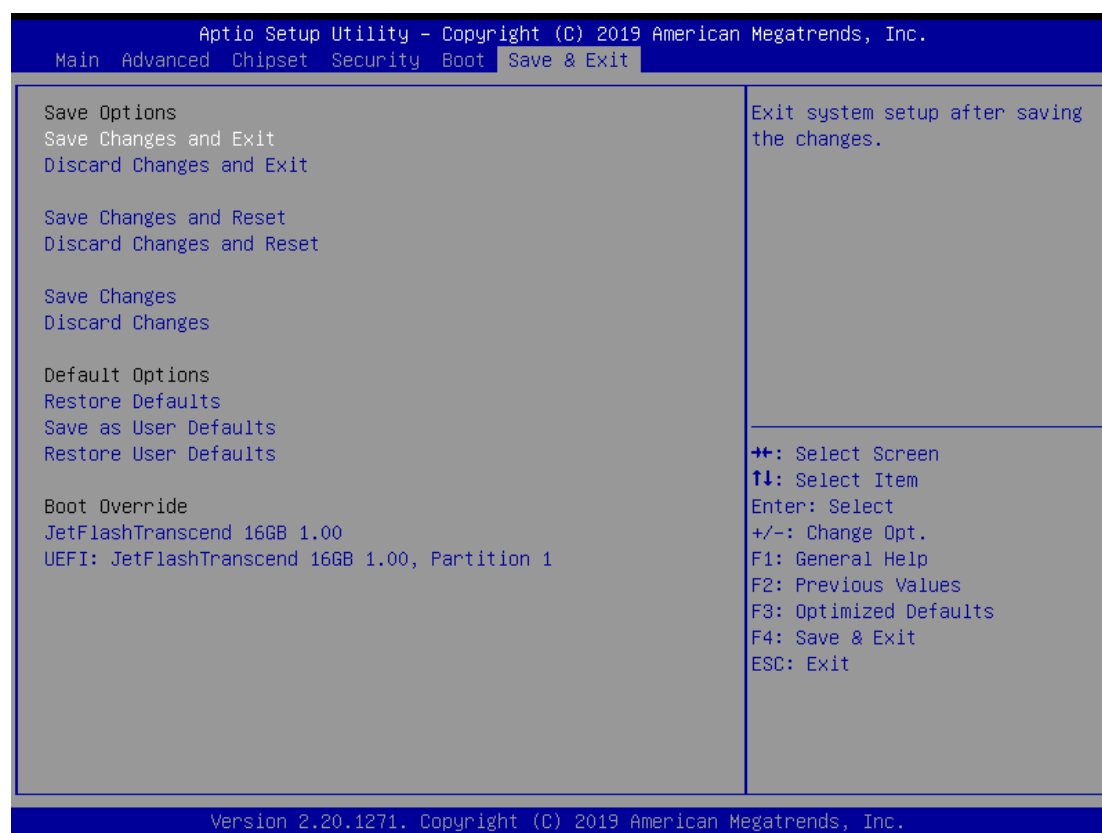 Aptio Setup Utility – Copyright (C) 2019 American Megatrends, Inc.
Main Advanced Chipset Security Boot Save & Exit
Save Options
Save Changes and Exit
Discard Changes and Exit
Save Changes and Reset
Discard Changes and Reset
Save Changes
Discard Changes
Default Options
Restore Defaults
Save as User Defaults
Restore User Defaults
Boot Override
JetFlashTranscend 16GB 1.00
UEFI: JetFlashTranscend 16GB 1.00, Partition 1
Exit system setup after saving
the changes.
→←: Select Screen
↑↓: Select Item
Enter: Select
+/-: Change Opt.
F1: General Help
F2: Previous Values
F3: Optimized Defaults
F4: Save & Exit
ESC: Exit
Version 2.20.1271. Copyright (C) 2019 American Megatrends, Inc.